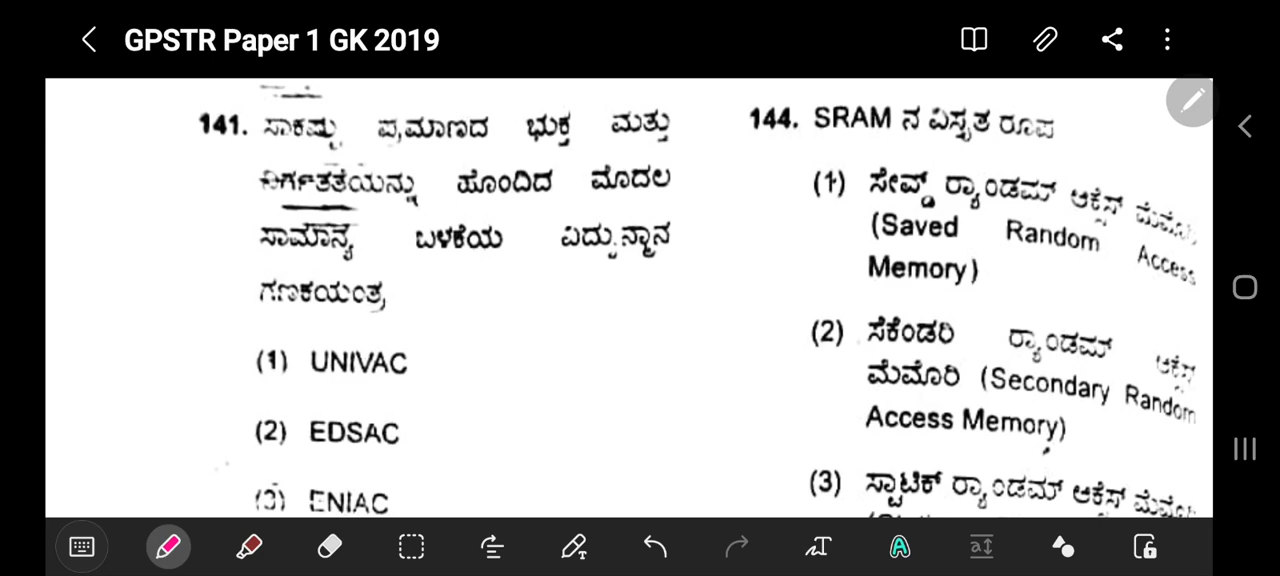 GPSTR Paper 1 GK 2019
141. ಸಾಕಷ್ಟು ಪ್ರಮಾಣದ ಭುಕ್ತ ಮತ್ತು
ನಿರ್ಗತತೆಯನ್ನು ಹೊಂದಿದ ಮೊದಲ
ಸಾಮಾನ್ಯ ಬಳಕೆಯ ವಿದ್ಯುನ್ಮಾನ
ಗಣಕಯಂತ್ರ
(1) UNIVAC
(2) EDSAC
(3) ENIAC
144. SRAM ನ ವಿಸ್ತೃತ ರೂಪ
(1) ಸೇವ್ಡ್ ರ‍್ಯಾಂಡಮ್ ಆಕ್ಸೆಸ್ ಮೆಮೊರಿ
(Saved Random Access
Memory)
(2) ಸೆಕೆಂಡರಿ ರ‍್ಯಾಂಡಮ್ ಆಕ್ಸೆಸ್
ಮೆಮೊರಿ (Secondary Random
Access Memory)
(3) ಸ್ಟಾಟಿಕ್ ರ‍್ಯಾಂಡಮ್ ಆಕ್ಸೆಸ್ ಮೆಮೊರಿ